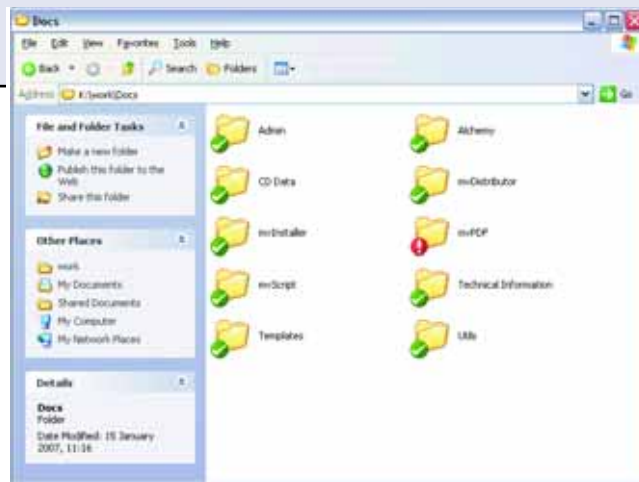 Docs
File Edit View Favorites Tools Help
Back Search Folders
Address K:\work\Docs Go
File and Folder Tasks
Make a new folder
Publish this folder to the
Web
Share this folder
Other Places
work
My Documents
Shared Documents
My Computer
My Network Places
Details
Docs
Folder
Date Modified: 15 January
2007, 11:16
Admin Alchemy
CD Data mvDistributor
mvInstaller mvPDF
mvScript Technical Information
Templates Utils